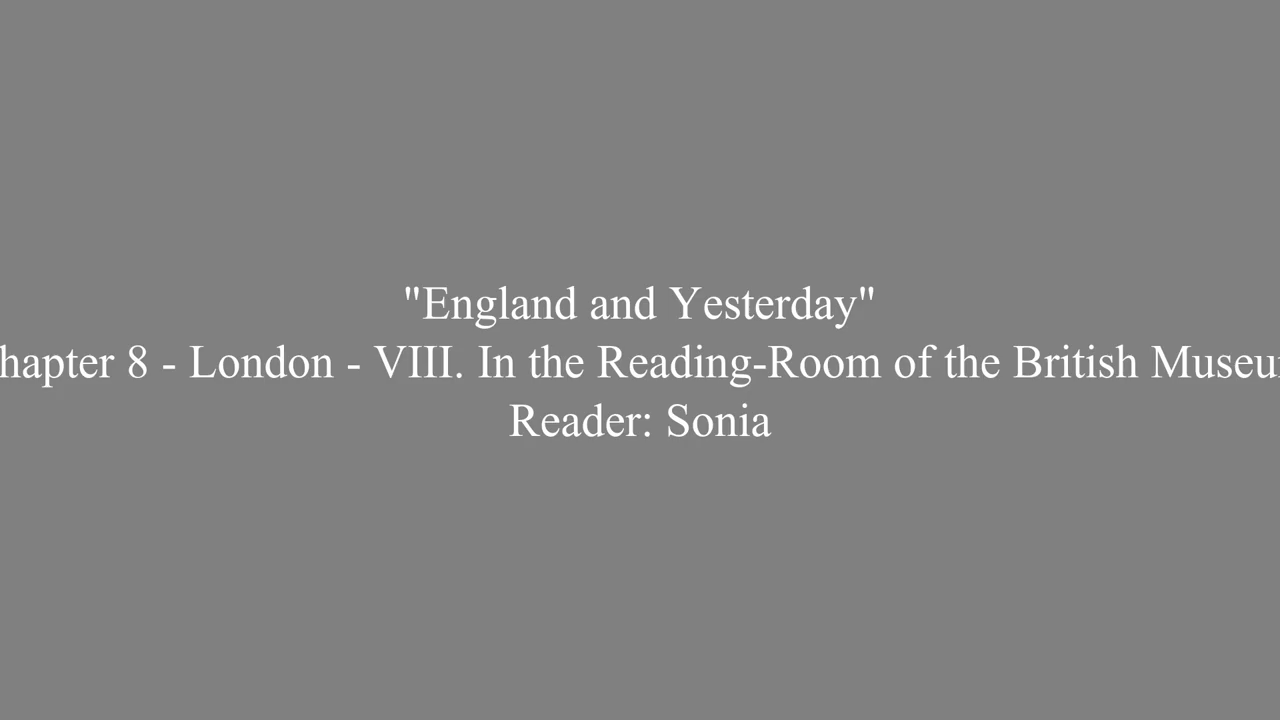 "England and Yesterday"
hapter 8 - London - VIII. In the Reading-Room of the British Museu
Reader: Sonia